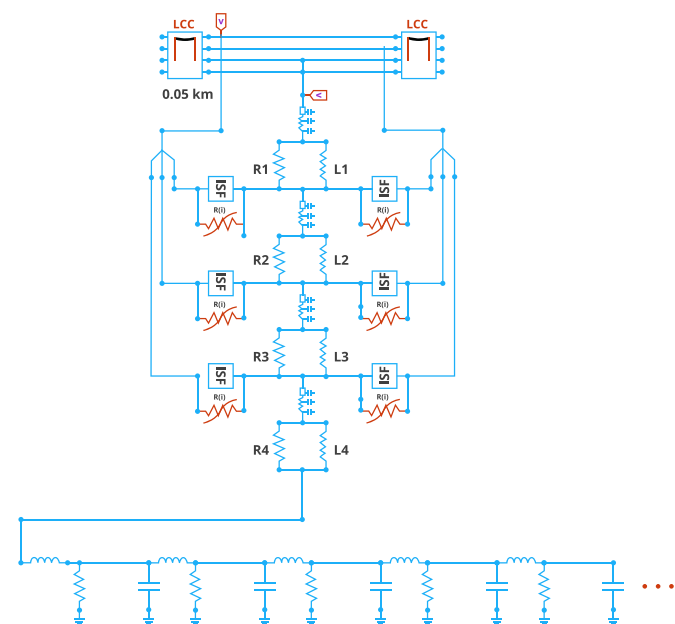 LCC
V
LCC
0.05 km
V
R1
L1
ISF
ISF
R(i)
R(i)
R2
L2
ISF
ISF
R(i)
R(i)
R3
L3
ISF
ISF
R(i)
R(i)
R4
L4